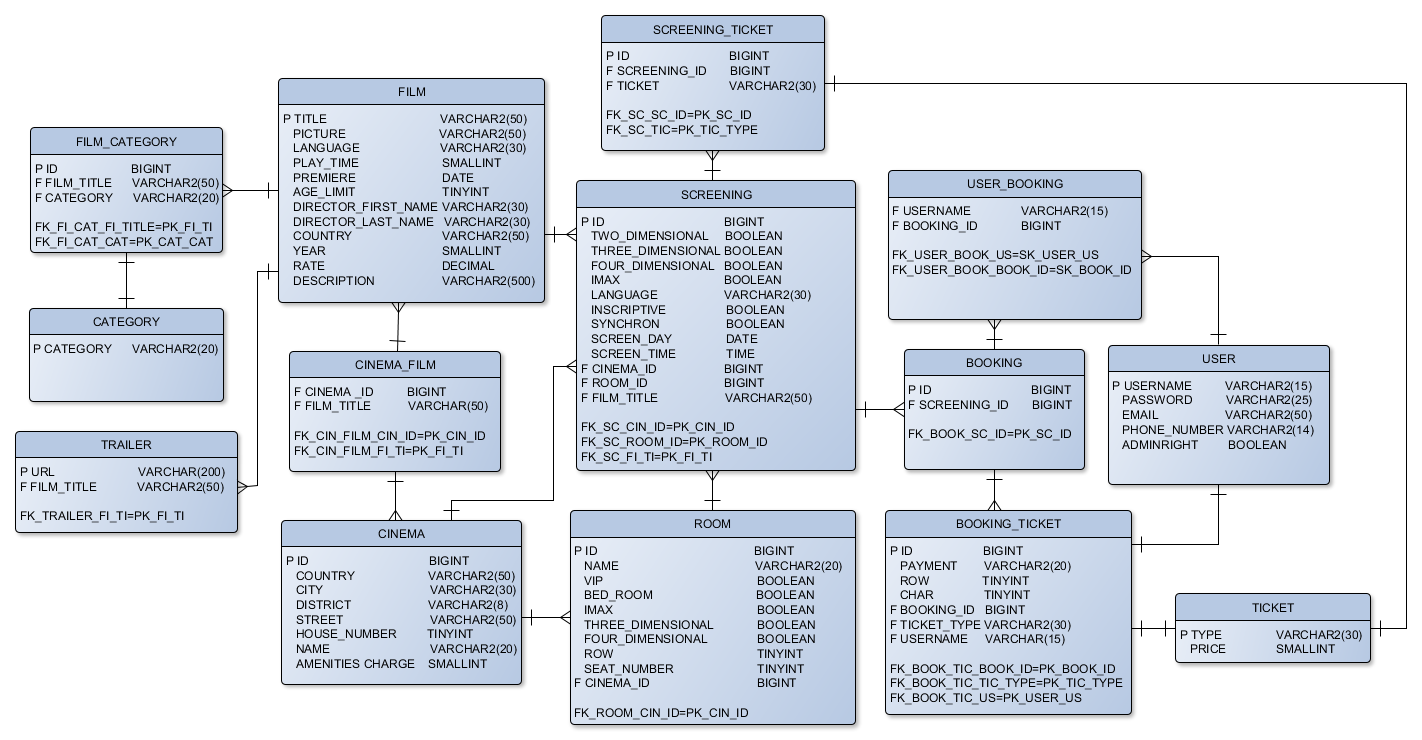 SCREENING_TICKET
P ID BIGINT
F SCREENING_ID BIGINT
F TICKET VARCHAR2(30)
FK_SC_SC_ID=PK_SC_ID
FK_SC_TIC=PK_TIC_TYPE
FILM
P TITLE VARCHAR2(50)
PICTURE VARCHAR2(50)
LANGUAGE VARCHAR2(30)
PLAY_TIME SMALLINT
PREMIERE DATE
AGE_LIMIT TINYINT
DIRECTOR_FIRST_NAME VARCHAR2(30)
DIRECTOR_LAST_NAME VARCHAR2(30)
COUNTRY VARCHAR2(50)
YEAR SMALLINT
RATE DECIMAL
DESCRIPTION VARCHAR2(500)
FILM_CATEGORY
P ID BIGINT
F FILM_TITLE VARCHAR2(50)
F CATEGORY VARCHAR2(20)
FK_FI_CAT_FI_TITLE=PK_FI_TI
FK_FI_CAT_CAT=PK_CAT_CAT
SCREENING
P ID BIGINT
TWO_DIMENSIONAL BOOLEAN
THREE_DIMENSIONAL BOOLEAN
FOUR_DIMENSIONAL BOOLEAN
IMAX BOOLEAN
LANGUAGE VARCHAR2(30)
INSCRIPTIVE BOOLEAN
SYNCHRON BOOLEAN
SCREEN_DAY DATE
SCREEN_TIME TIME
F CINEMA_ID BIGINT
F ROOM_ID BIGINT
F FILM_TITLE VARCHAR2(50)
FK_SC_CIN_ID=PK_CIN_ID
FK_SC_ROOM_ID=PK_ROOM_ID
FK_SC_FI_TI=PK_FI_TI
USER_BOOKING
F USERNAME VARCHAR2(15)
F BOOKING_ID BIGINT
FK_USER_BOOK_US=SK_USER_US
FK_USER_BOOK_BOOK_ID=SK_BOOK_ID
CATEGORY
P CATEGORY VARCHAR2(20)
CINEMA_FILM
F CINEMA _ID BIGINT
F FILM_TITLE VARCHAR(50)
FK_CIN_FILM_CIN_ID=PK_CIN_ID
FK_CIN_FILM_FI_TI=PK_FI_TI
BOOKING
P ID BIGINT
F SCREENING_ID BIGINT
FK_BOOK_SC_ID=PK_SC_ID
USER
P USERNAME VARCHAR2(15)
PASSWORD VARCHAR2(25)
EMAIL VARCHAR2(50)
PHONE_NUMBER VARCHAR2(14)
ADMINRIGHT BOOLEAN
TRAILER
P URL VARCHAR(200)
F FILM_TITLE VARCHAR2(50)
FK_TRAILER_FI_TI=PK_FI_TI
CINEMA
P ID BIGINT
COUNTRY VARCHAR2(50)
CITY VARCHAR2(30)
DISTRICT VARCHAR2(8)
STREET VARCHAR2(50)
HOUSE_NUMBER TINYINT
NAME VARCHAR2(20)
AMENITIES CHARGE SMALLINT
ROOM
P ID BIGINT
NAME VARCHAR2(20)
VIP BOOLEAN
BED_ROOM BOOLEAN
IMAX BOOLEAN
THREE_DIMENSIONAL BOOLEAN
FOUR_DIMENSIONAL BOOLEAN
ROW TINYINT
SEAT_NUMBER TINYINT
F CINEMA_ID BIGINT
FK_ROOM_CIN_ID=PK_CIN_ID
BOOKING_TICKET
P ID BIGINT
PAYMENT VARCHAR2(20)
ROW TINYINT
CHAR TINYINT
F BOOKING_ID BIGINT
F TICKET_TYPE VARCHAR2(30)
F USERNAME VARCHAR(15)
FK_BOOK_TIC_BOOK_ID=PK_BOOK_ID
FK_BOOK_TIC_TIC_TYPE=PK_TIC_TYPE
FK_BOOK_TIC_US=PK_USER_US
TICKET
P TYPE VARCHAR2(30)
PRICE SMALLINT